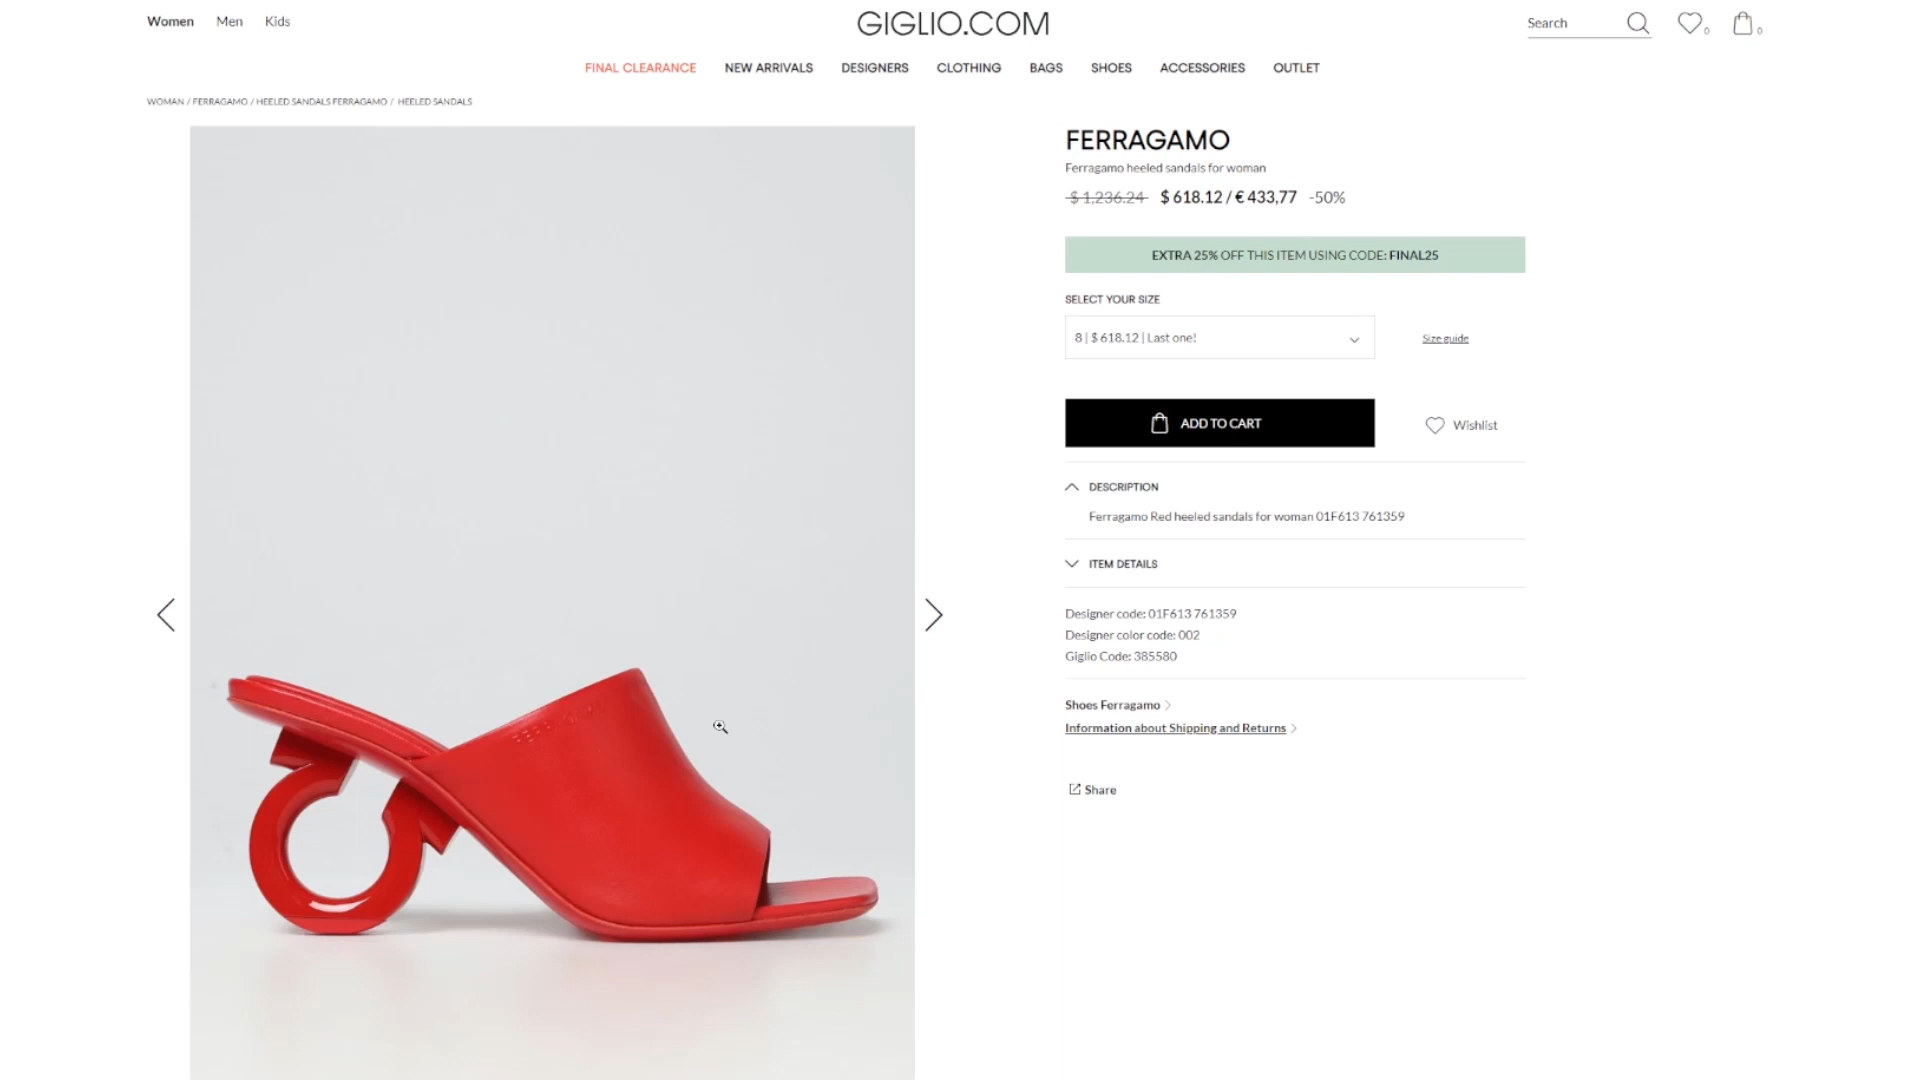 Women Men Kids
GIGLIO.COM
Search
0
0
FINAL CLEARANCE NEW ARRIVALS DESIGNERS CLOTHING BAGS SHOES ACCESSORIES OUTLET
WOMAN / FERRAGAMO / HEELED SANDALS FERRAGAMO / HEELED SANDALS
FERRAGAMO
Ferragamo heeled sandals for woman
$ 1,236.24 $ 618.12 / € 433,77 -50%
EXTRA 25% OFF THIS ITEM USING CODE: FINAL25
SELECT YOUR SIZE
8 | $ 618.12 | Last one!
Size guide
ADD TO CART
Wishlist
DESCRIPTION
Ferragamo Red heeled sandals for woman 01F613 761359
ITEM DETAILS
Designer code: 01F613 761359
Designer color code: 002
Giglio Code: 385580
Shoes Ferragamo
Information about Shipping and Returns
Share